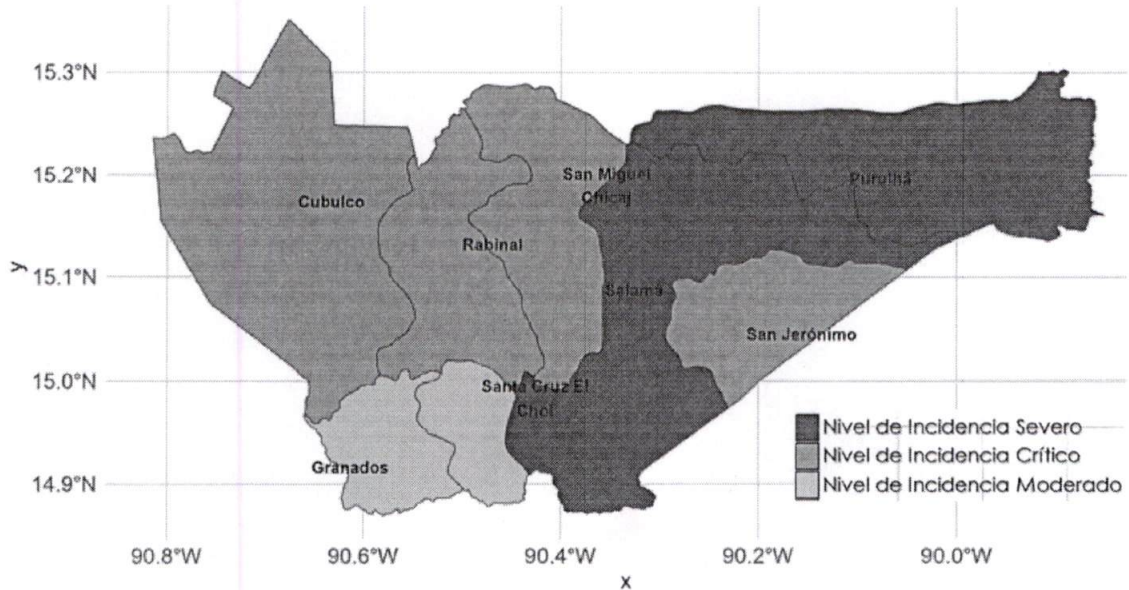 15.3°N
15.2°N
15.1°N
15.0°N
14.9°N
y
Cubulco
Rabinal
San Miguel
Chicaj
Purulhá
Salamá
San Jerónimo
Santa Cruz El
Chol
Granados
Nivel de Incidencia Severo
Nivel de Incidencia Crítico
Nivel de Incidencia Moderado
90.8°W
90.6°W
90.4°W
90.2°W
90.0°W
x